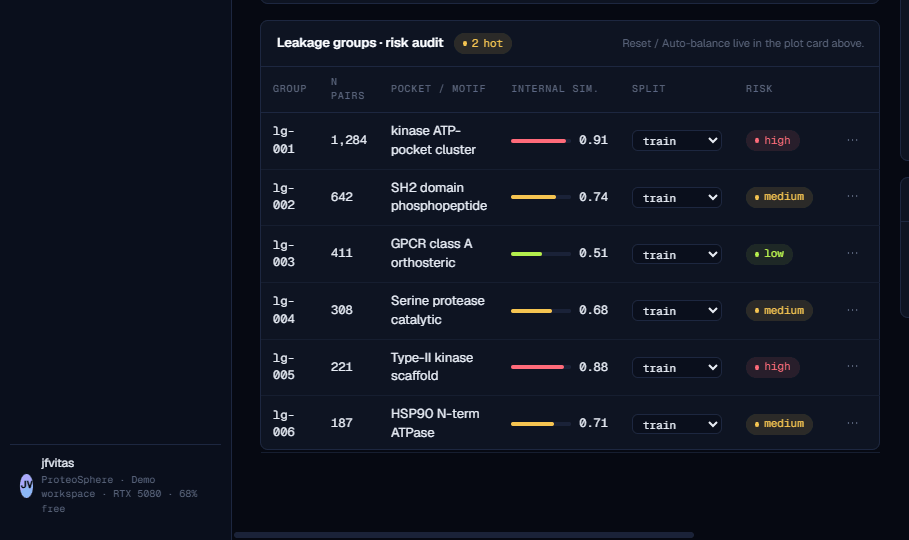 Leakage groups · risk audit
2 hot
Reset / Auto-balance live in the plot card above.
GROUP N PAIRS POCKET / MOTIF INTERNAL SIM. SPLIT RISK
lg-001 1,284 kinase ATP-pocket cluster 0.91 train high ...
lg-002 642 SH2 domain phosphopeptide 0.74 train medium ...
lg-003 411 GPCR class A orthosteric 0.51 train low ...
lg-004 308 Serine protease catalytic 0.68 train medium ...
lg-005 221 Type-II kinase scaffold 0.88 train high ...
lg-006 187 HSP90 N-term ATPase 0.71 train medium ...
JV
jfvitas
ProteoSphere · Demo
workspace · RTX 5080 · 68%
free